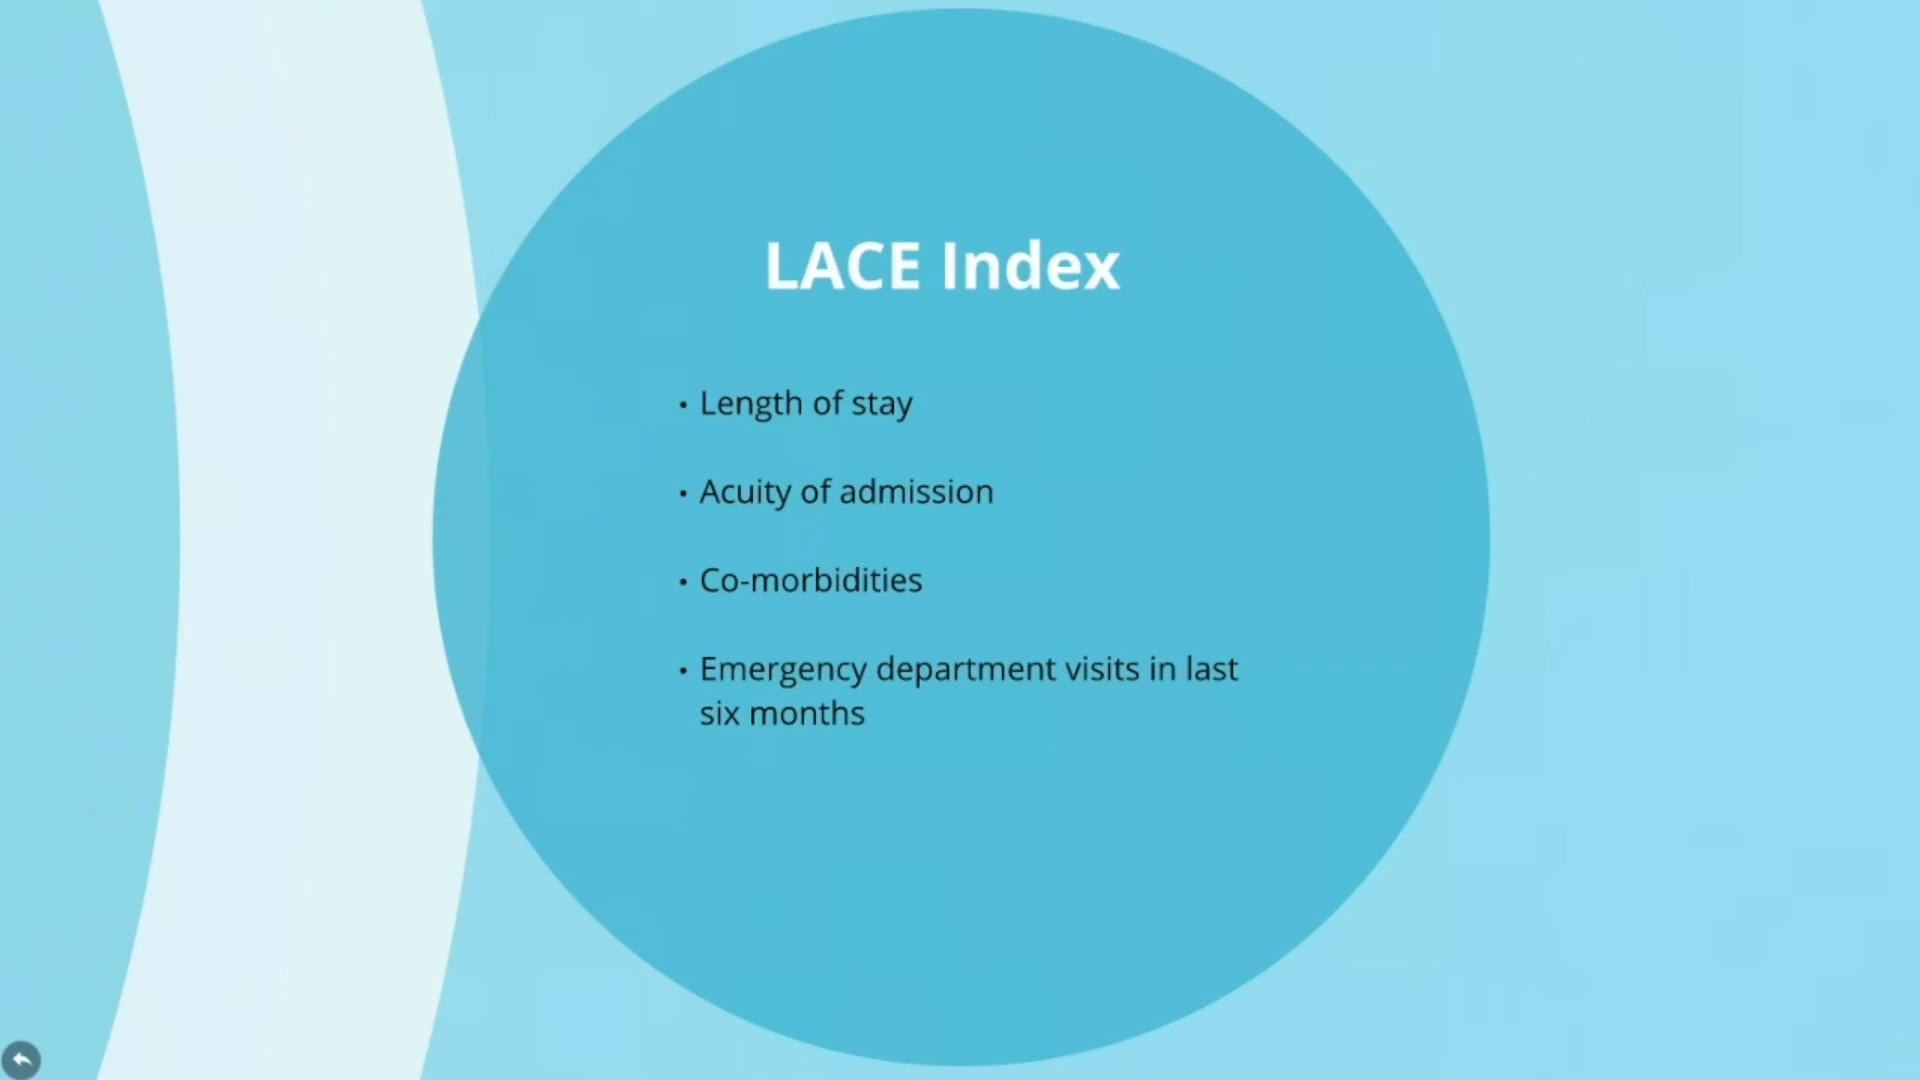 LACE Index
• Length of stay
• Acuity of admission
• Co-morbidities
• Emergency department visits in last
six months